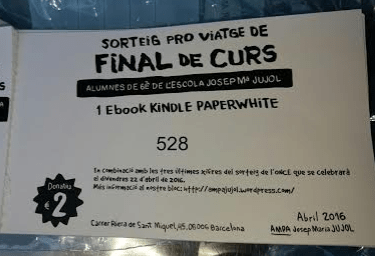 SORTEIG PRO VIATGE DE
FINAL DE CURS
ALUMNES DE 6È DE L'ESCOLA JOSEP Mª JUJOL
1 Ebook KINDLE PAPERWHITE
528
En combinació amb les tres últimes xifres del sorteig de l'ONCE que se celebrarà
el divendres 22 d'abril de 2016.
Més informació al nostre bloc: http://ampajujol.wordpress.com/
Donatiu
€ 2
Carrer Riera de Sant Miquel, 41, 08006 Barcelona
Abril 2016
AMPA Josep Maria JUJOL